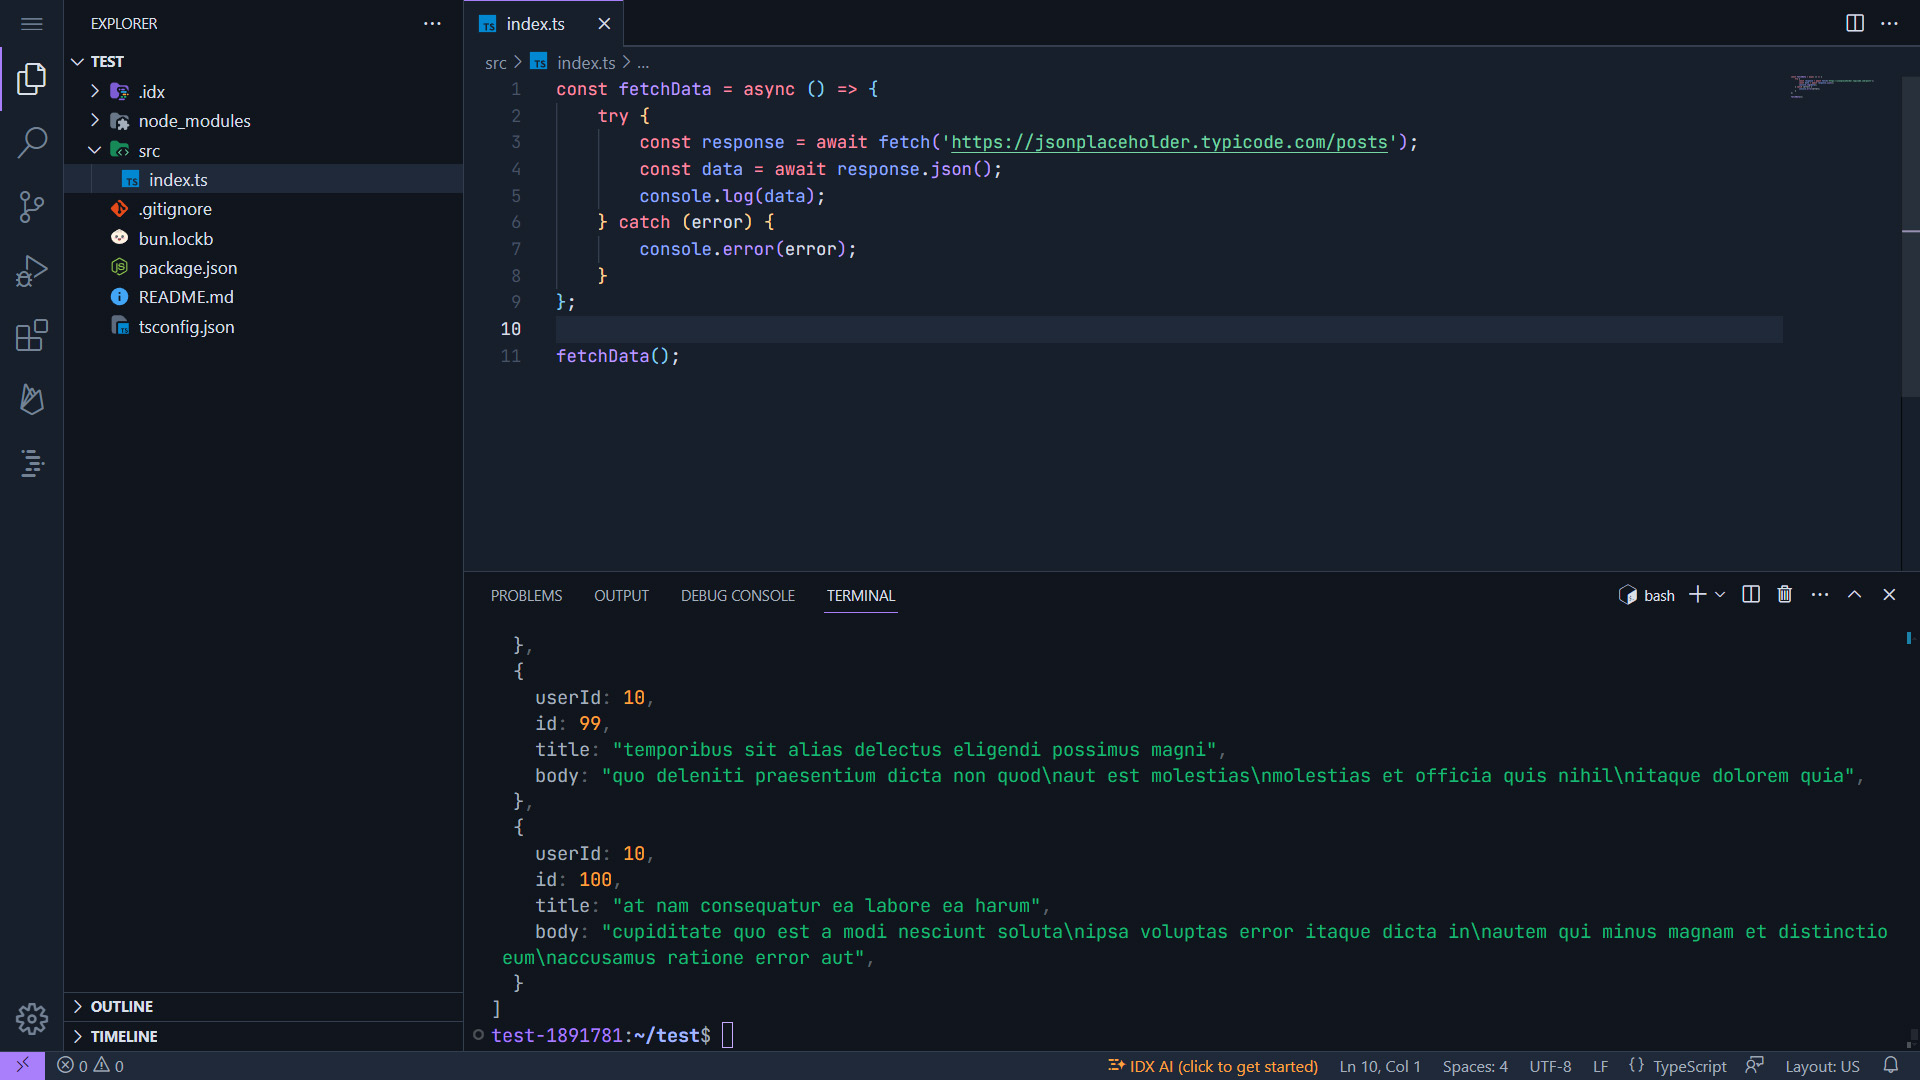 EXPLORER
TEST
.idx
node_modules
src
index.ts
.gitignore
bun.lockb
package.json
README.md
tsconfig.json
OUTLINE
TIMELINE
index.ts
src > index.ts > ...
1 const fetchData = async () => {
2 try {
3 const response = await fetch('https://jsonplaceholder.typicode.com/posts');
4 const data = await response.json();
5 console.log(data);
6 } catch (error) {
7 console.error(error);
8 }
9 };
10
11 fetchData();
PROBLEMS OUTPUT DEBUG CONSOLE TERMINAL
bash
},
{
userId: 10,
id: 99,
title: "temporibus sit alias delectus eligendi possimus magni",
body: "quo deleniti praesentium dicta non quod\naut est molestias\nmolestias et officia quis nihil\nitaque dolorem quia",
},
{
userId: 10,
id: 100,
title: "at nam consequatur ea labore ea harum",
body: "cupiditate quo est a modi nesciunt soluta\nipsa voluptas error itaque dicta in\nautem qui minus magnam et distinctio
eum\naccusamus ratione error aut",
}
]
test-1891781:~/test$
0 0 IDX AI (click to get started) Ln 10, Col 1 Spaces: 4 UTF-8 LF {} TypeScript Layout: US